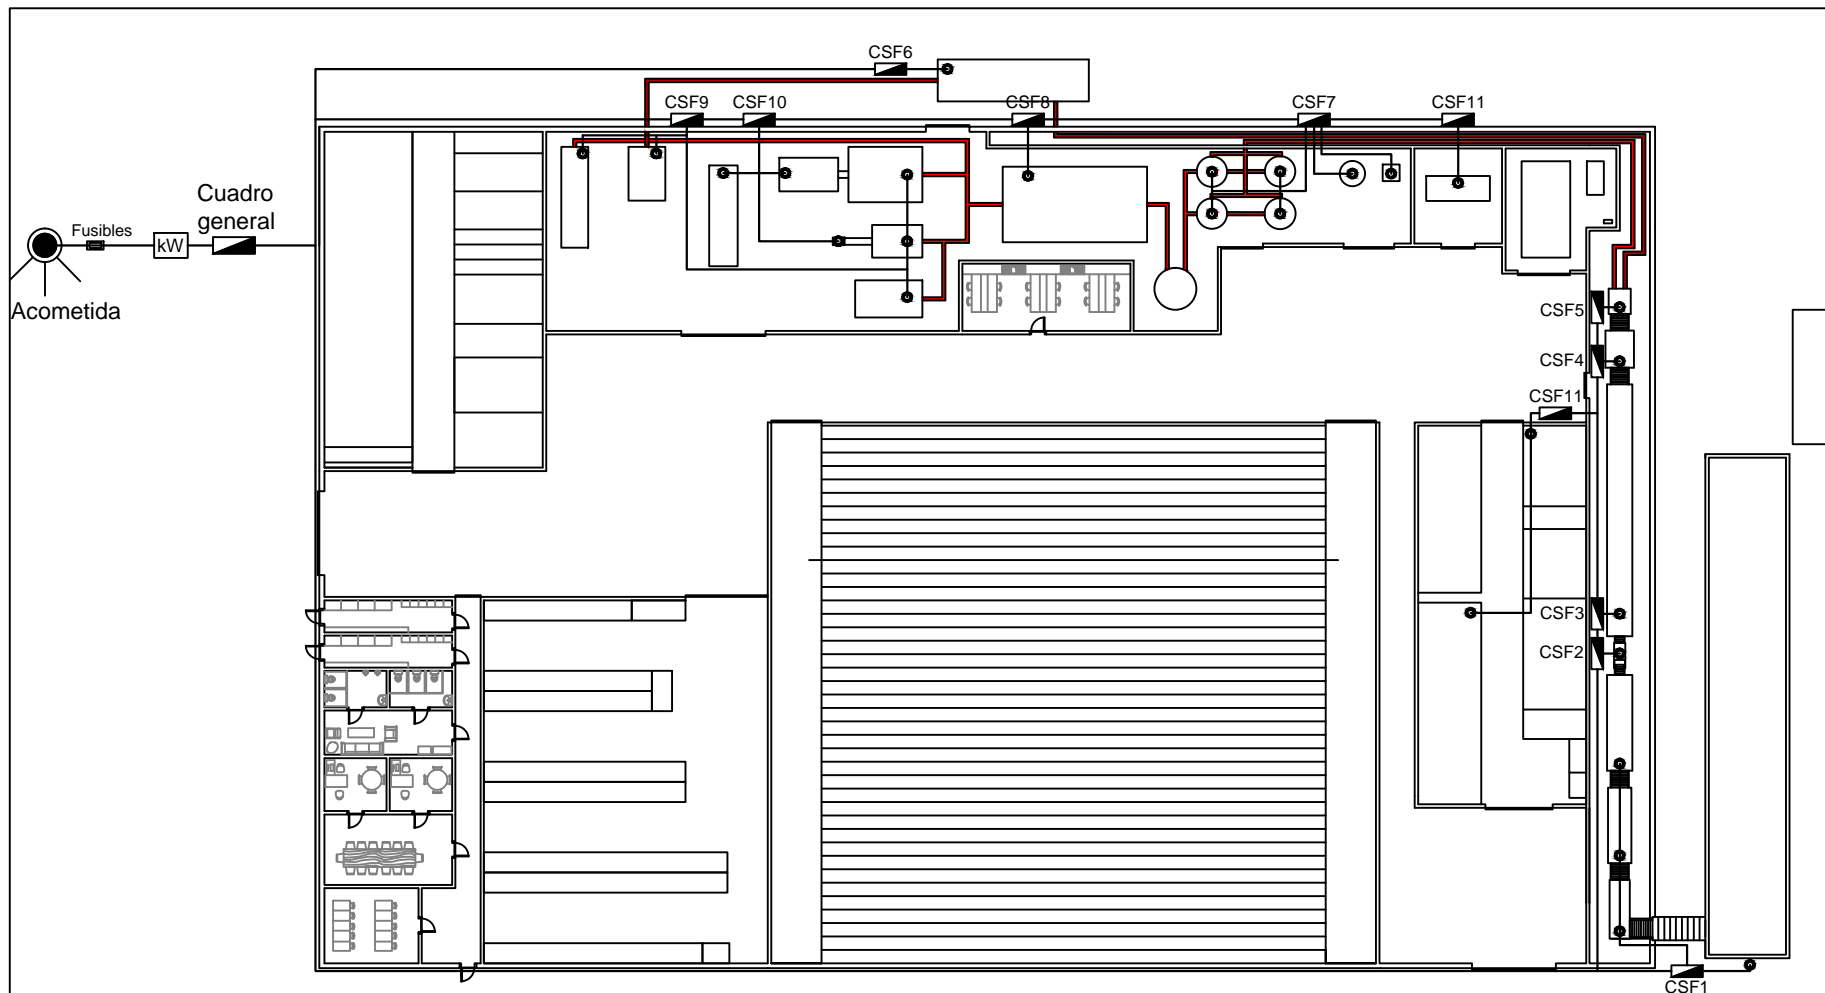 CSF6
CSF9
CSF10
CSF8
CSF7
CSF11
Cuadro
general
Fusibles
kW
Acometida
CSF5
CSF4
CSF11
CSF3
CSF2
CSF1